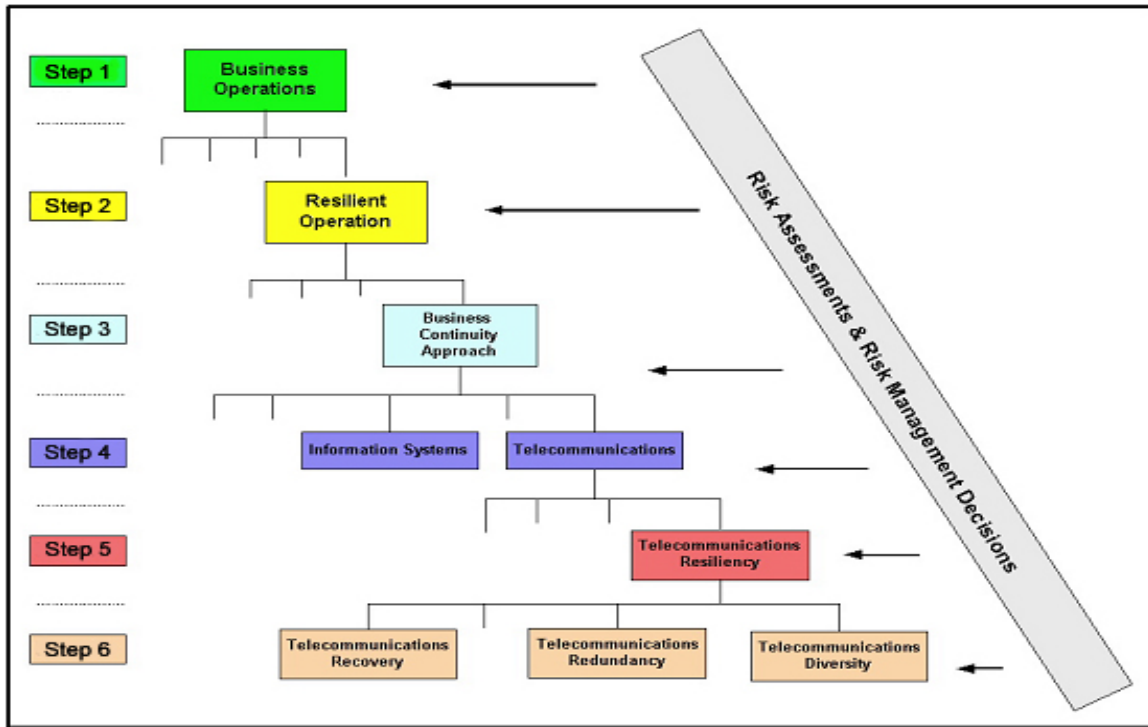 Step 1
Business
Operations
Step 2
Resilient
Operation
Step 3
Business
Continuity
Approach
Step 4
Information Systems
Telecommunications
Step 5
Telecommunications
Resiliency
Step 6
Telecommunications
Recovery
Telecommunications
Redundancy
Telecommunications
Diversity
Risk Assessments & Risk Management Decisions